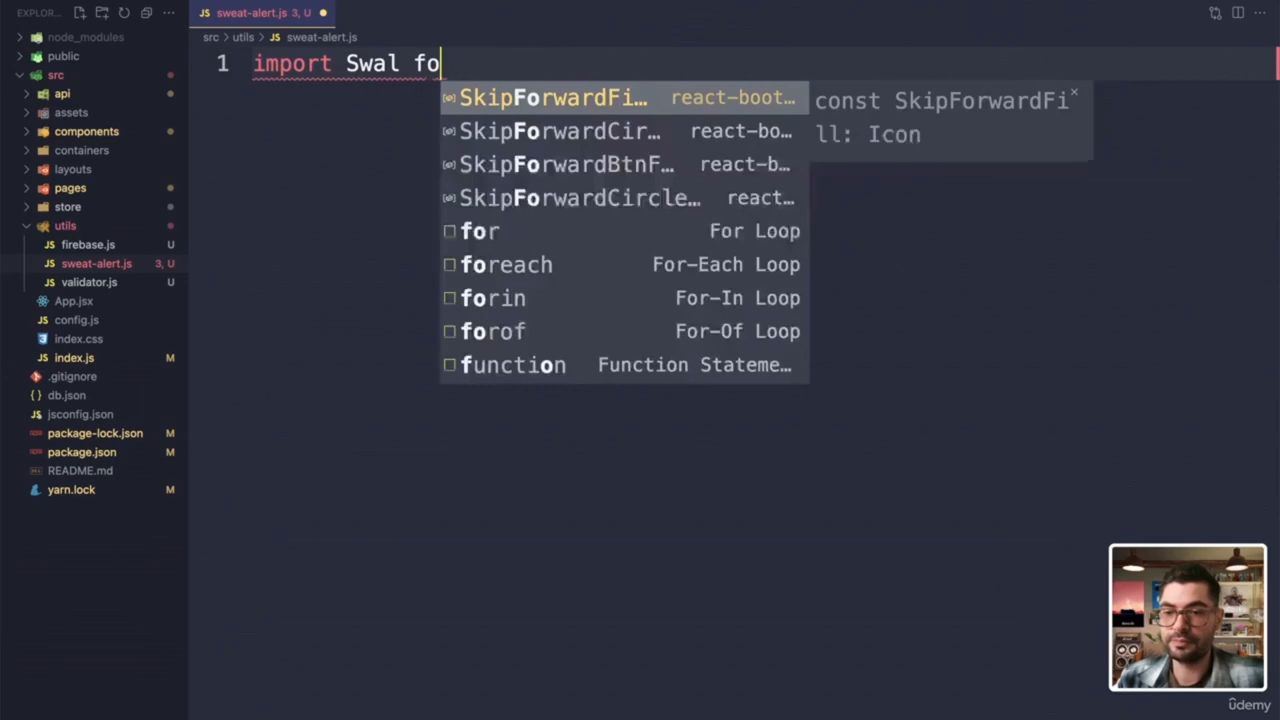 EXPLOR...
node_modules
public
src
api
assets
components
containers
layouts
pages
store
utils
JS firebase.js U
JS sweat-alert.js 3, U
JS validator.js U
App.jsx
JS config.js
index.css
JS index.js M
.gitignore
{ } db.json
JS jsconfig.json
package-lock.json M
package.json M
README.md
yarn.lock M
JS sweat-alert.js 3, U
src > utils > JS sweat-alert.js
1 import Swal fo
SkipForwardFi... react-boot...
SkipForwardCir... react-bo...
SkipForwardBtnF... react-b...
SkipForwardCircle... react...
for For Loop
foreach For-Each Loop
forin For-In Loop
forof For-Of Loop
function Function Stateme...
const SkipForwardFi
ll: Icon
ûdemy